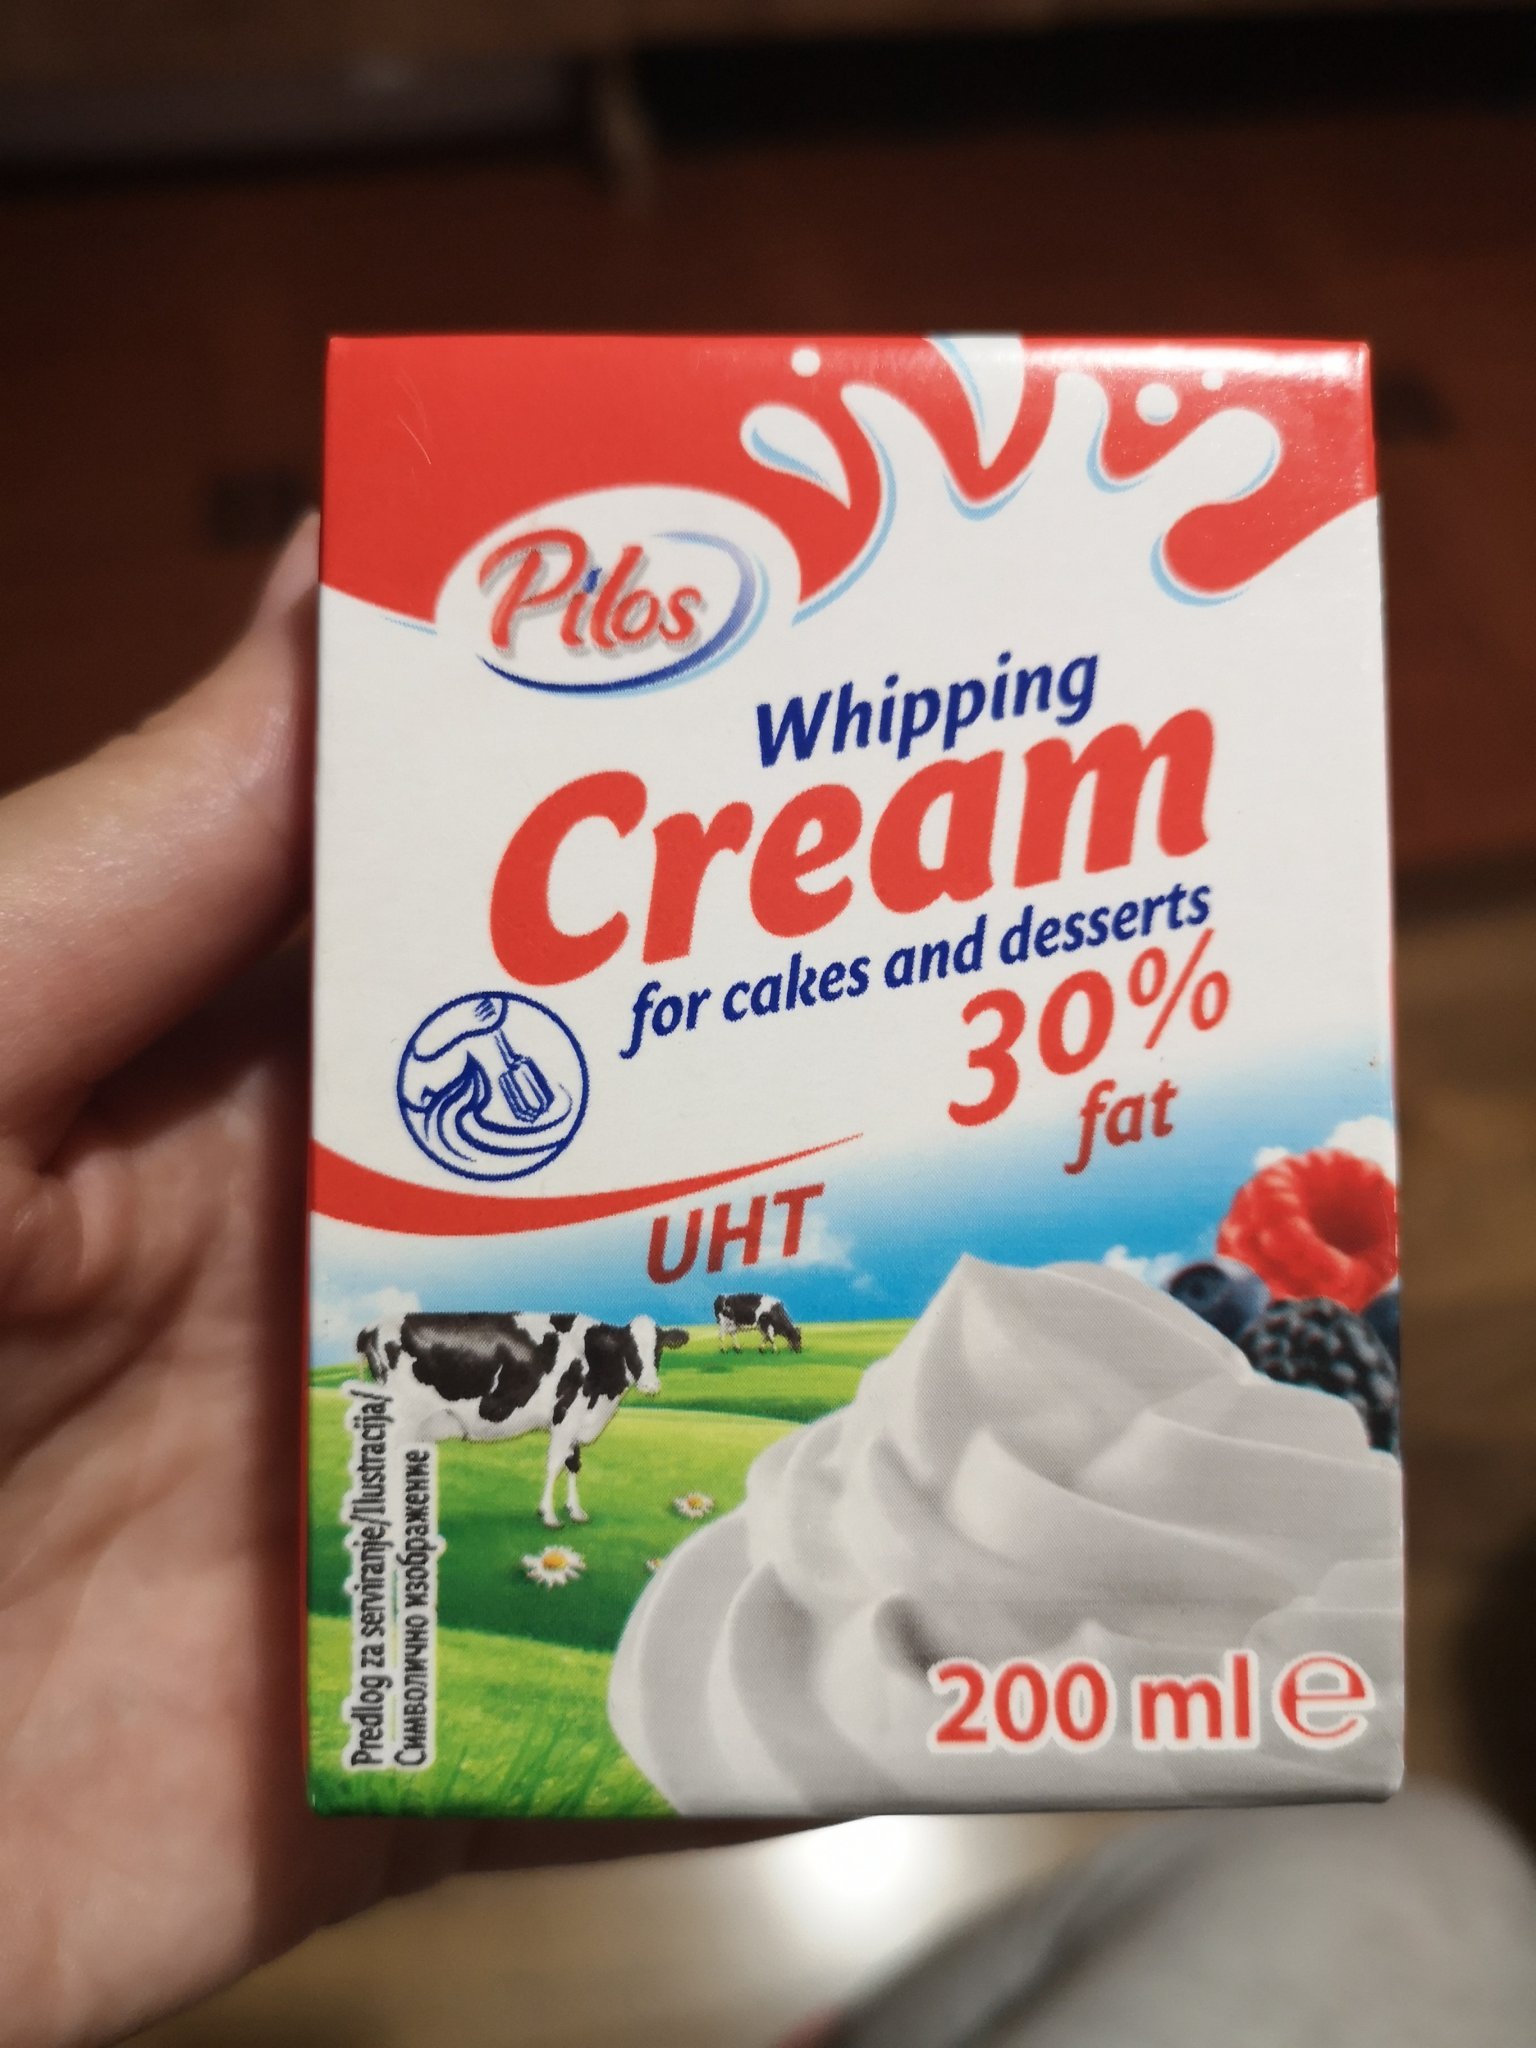 Pilos
Whipping
Cream
for cakes and desserts
30%
fat
UHT
Predlog za serviranje/Ilustracija/
Символично изображение
200 ml ℮